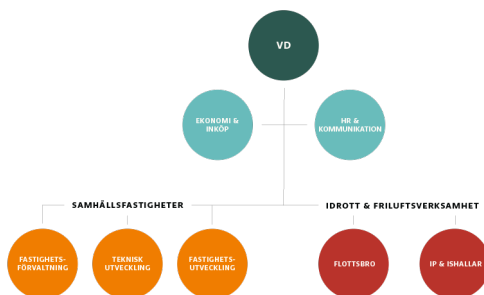 VD
EKONOMI &
INKÖP
HR &
KOMMUNIKATION
SAMHÄLLSFASTIGHETER
IDROTT & FRILUFTSVERKSAMHET
FASTIGHETS-
FÖRVALTNING
TEKNISK
UTVECKLING
FASTIGHETS-
UTVECKLING
FLOTTSBRO
IP & ISHALLAR